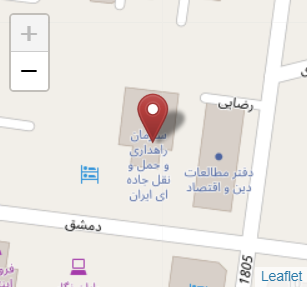 +
−
رضایی
سازمان
راهداری
و حمل و
نقل جاده
ای ایران
دفتر مطالعات
دین و اقتصاد
دمشق
1805
Leaflet